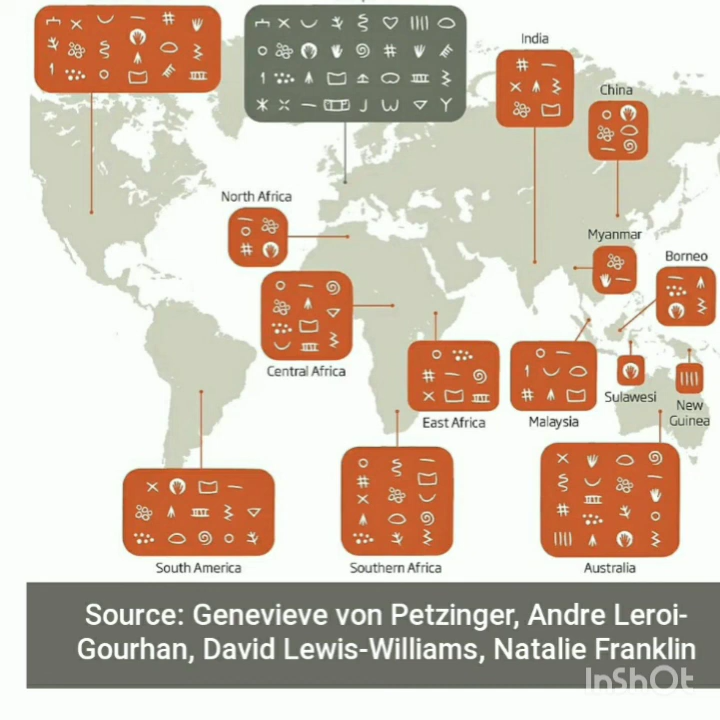 India
China
North Africa
Myanmar
Borneo
Central Africa
East Africa
Malaysia
Sulawesi
New
Guinea
South America
Southern Africa
Australia
Source: Genevieve von Petzinger, Andre Leroi-
Gourhan, David Lewis-Williams, Natalie Franklin
InShOt